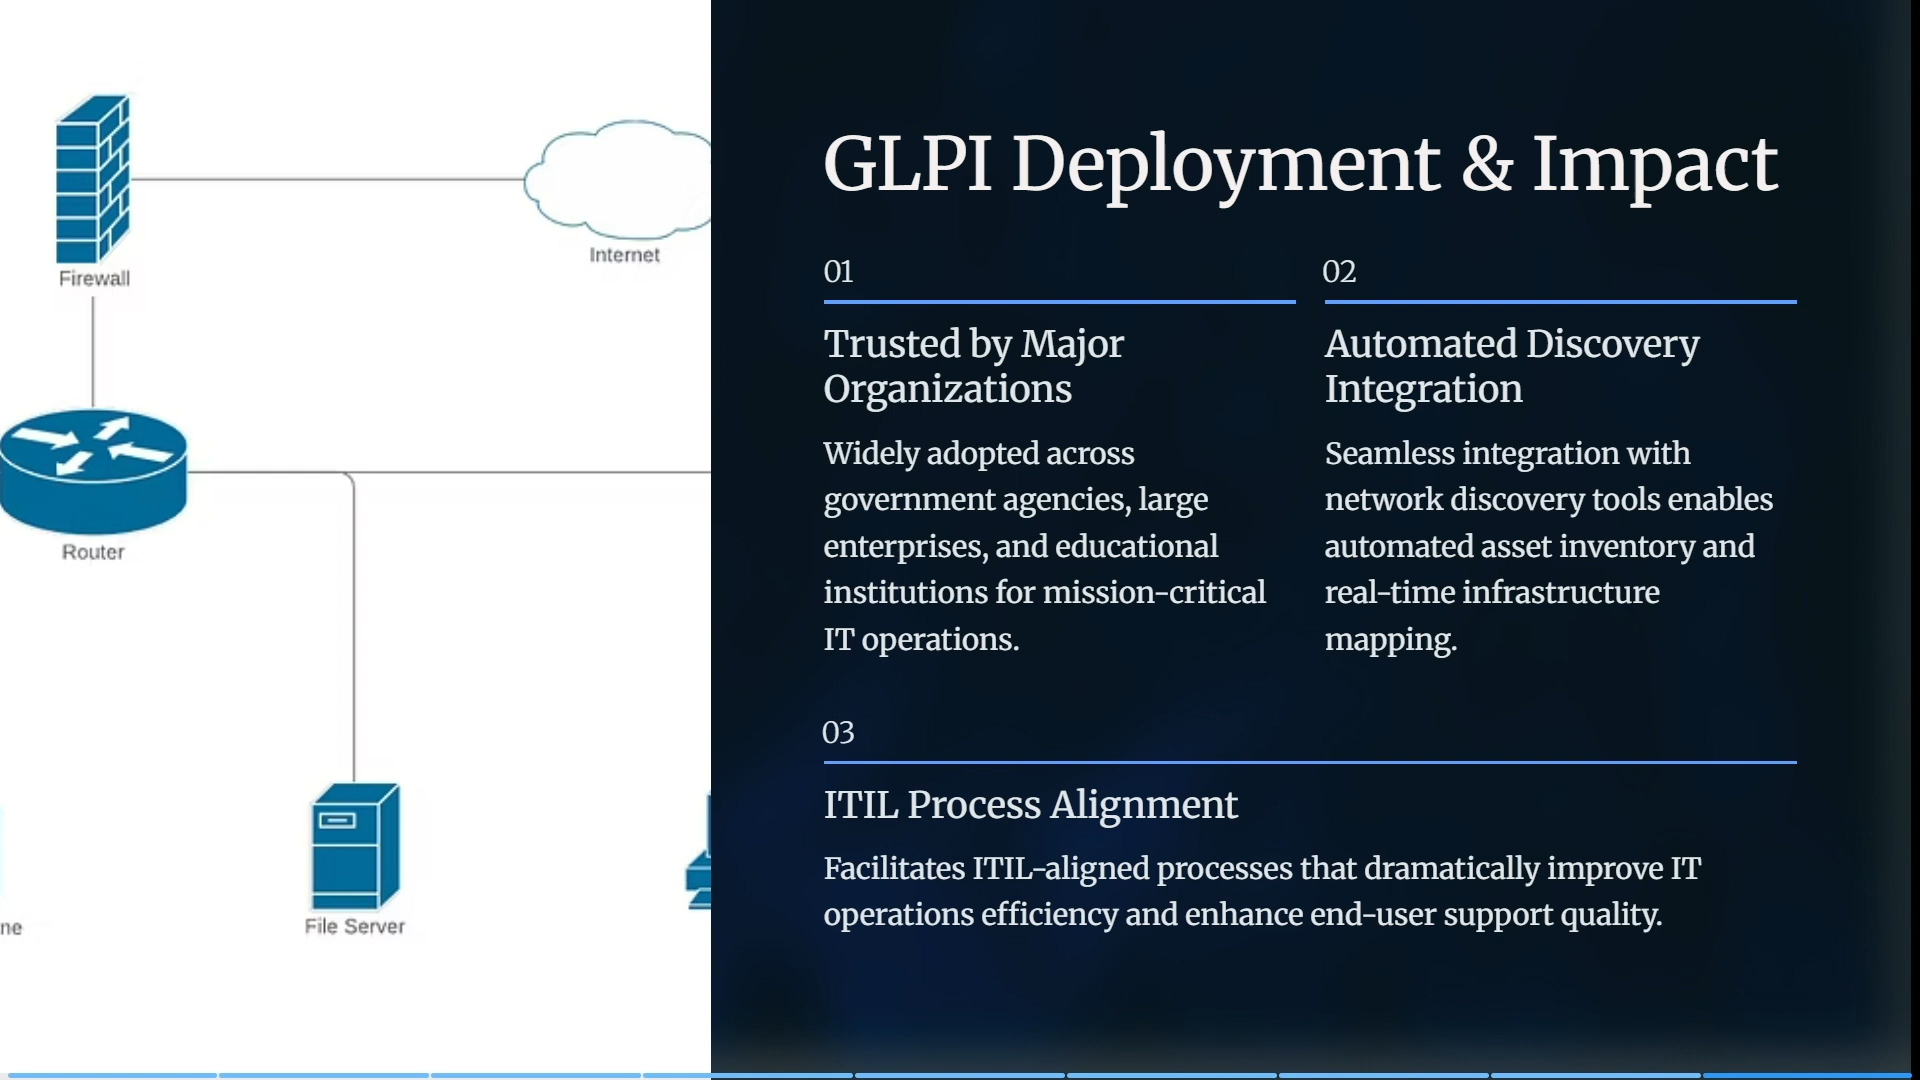 Firewall
Internet
Router
ne
File Server
GLPI Deployment & Impact
01
Trusted by Major
Organizations
Widely adopted across
government agencies, large
enterprises, and educational
institutions for mission-critical
IT operations.
02
Automated Discovery
Integration
Seamless integration with
network discovery tools enables
automated asset inventory and
real-time infrastructure
mapping.
03
ITIL Process Alignment
Facilitates ITIL-aligned processes that dramatically improve IT
operations efficiency and enhance end-user support quality.